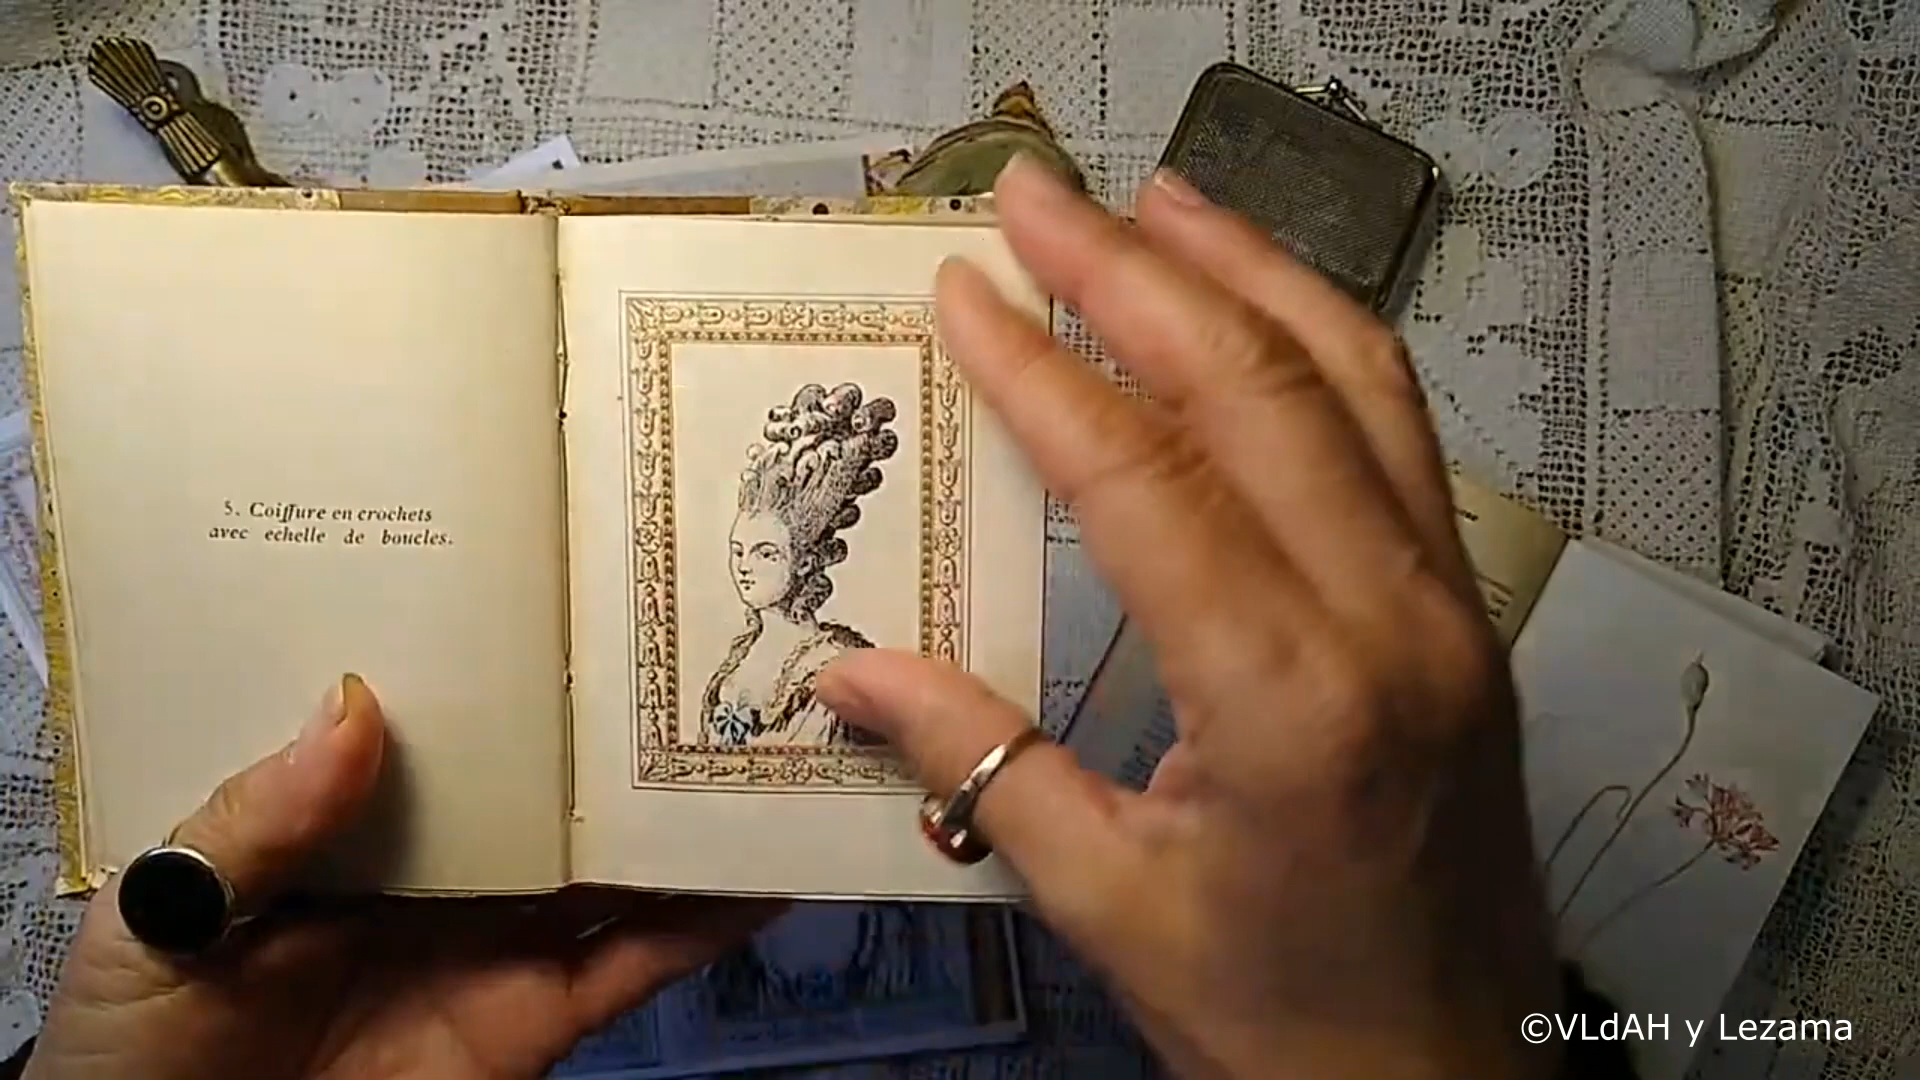 5. Coiffure en crochets
avec echelle de boucles.
©VLdAH y Lezama